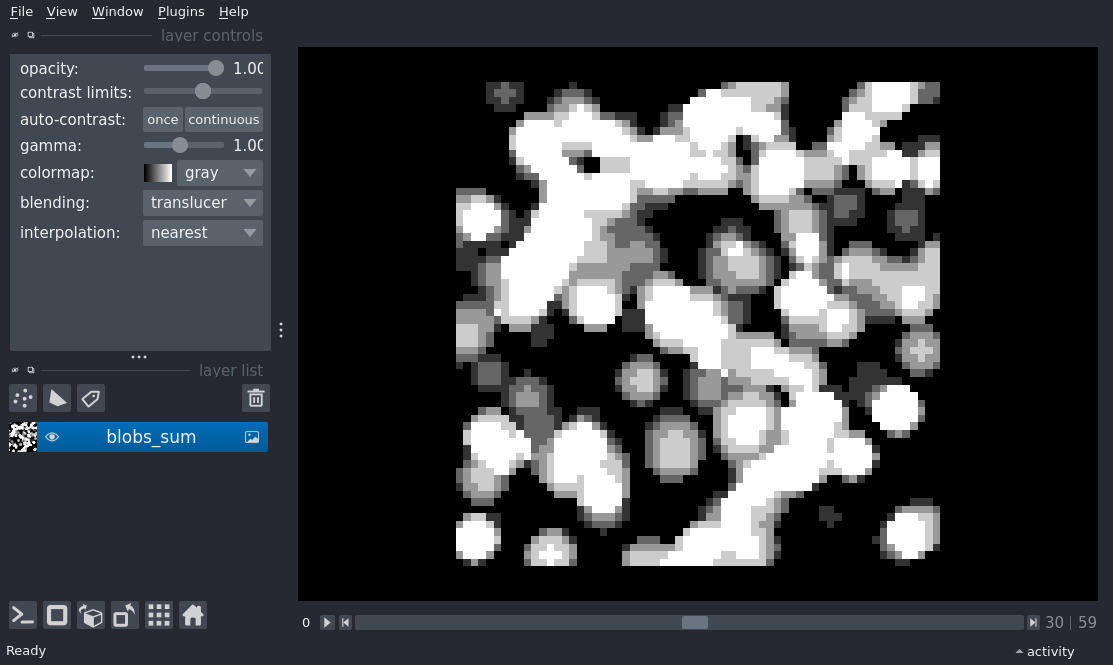 File View Window Plugins Help
layer controls
opacity: 1.00
contrast limits:
auto-contrast: once continuous
gamma: 1.00
colormap: gray
blending: translucer
interpolation: nearest
layer list
blobs_sum
0 30 | 59
Ready activity